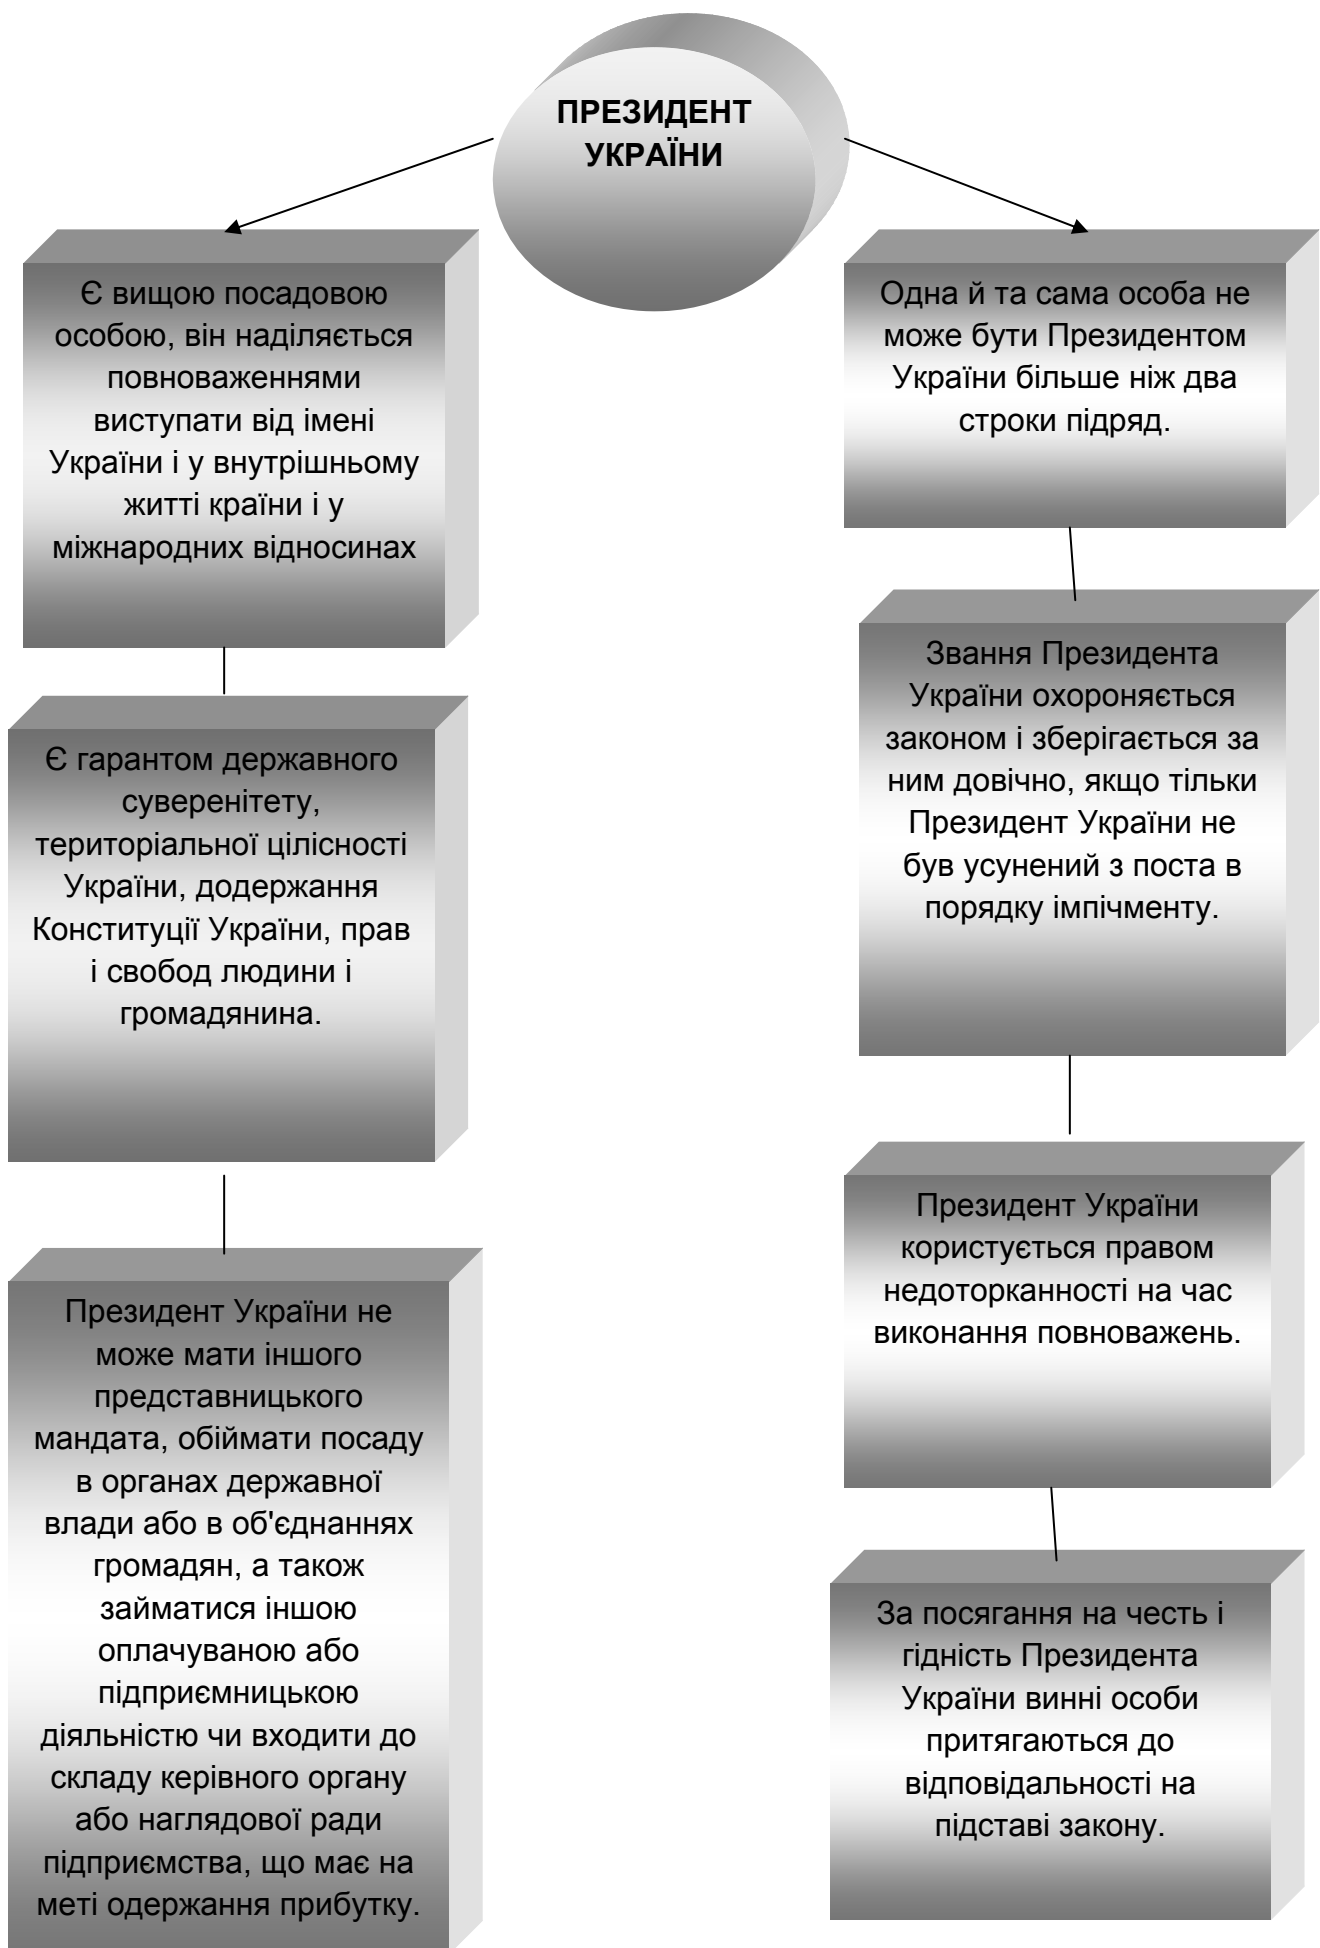 ПРЕЗИДЕНТ
УКРАЇНИ
Є вищою посадовою
особою, він наділяється
повноваженнями
виступати від імені
України і у внутрішньому
житті країни і у
міжнародних відносинах
Є гарантом державного
суверенітету,
територіальної цілісності
України, додержання
Конституції України, прав
і свобод людини і
громадянина.
Президент України не
може мати іншого
представницького
мандата, обіймати посаду
в органах державної
влади або в об'єднаннях
громадян, а також
займатися іншою
оплачуваною або
підприємницькою
діяльністю чи входити до
складу керівного органу
або наглядової ради
підприємства, що має на
меті одержання прибутку.
Одна й та сама особа не
може бути Президентом
України більше ніж два
строки підряд.
Звання Президента
України охороняється
законом і зберігається за
ним довічно, якщо тільки
Президент України не
був усунений з поста в
порядку імпічменту.
Президент України
користується правом
недоторканності на час
виконання повноважень.
За посягання на честь і
гідність Президента
України винні особи
притягаються до
відповідальності на
підставі закону.